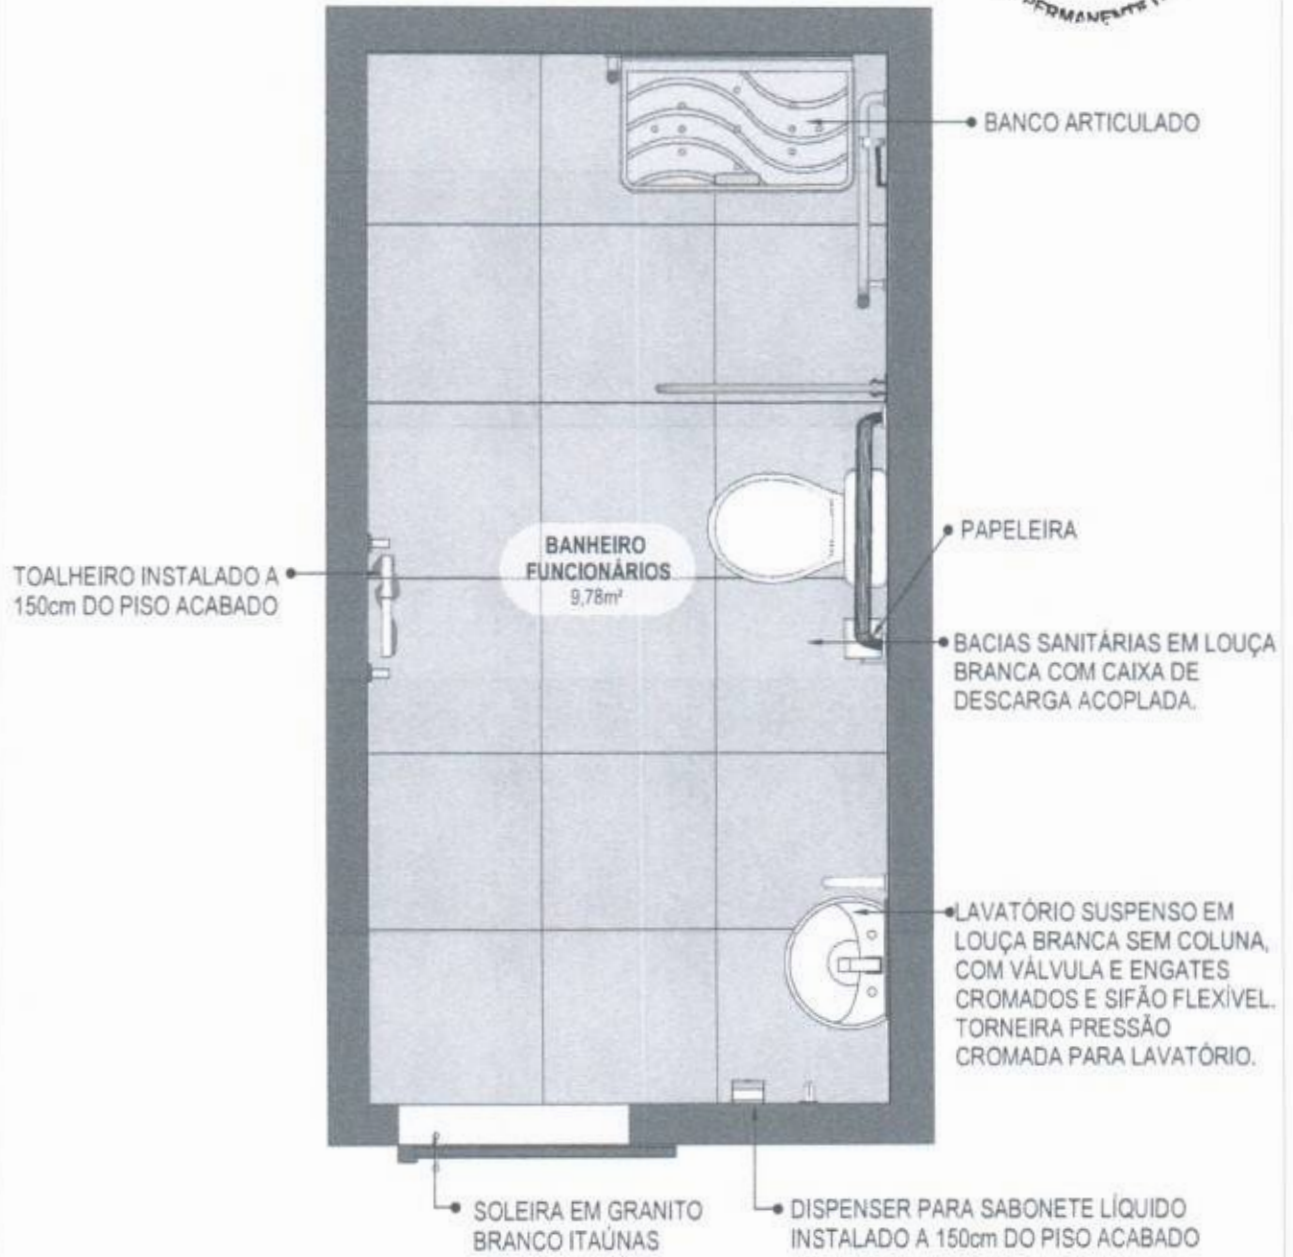 PERMANENTE
BANCO ARTICULADO
PAPELEIRA
BANHEIRO
FUNCIONÁRIOS
9,78m²
TOALHEIRO INSTALADO A
150cm DO PISO ACABADO
BACIAS SANITÁRIAS EM LOUÇA
BRANCA COM CAIXA DE
DESCARGA ACOPLADA.
LAVATÓRIO SUSPENSO EM
LOUÇA BRANCA SEM COLUNA,
COM VÁLVULA E ENGATES
CROMADOS E SIFÃO FLEXÍVEL.
TORNEIRA PRESSÃO
CROMADA PARA LAVATÓRIO.
SOLEIRA EM GRANITO
BRANCO ITAÚNAS
DISPENSER PARA SABONETE LÍQUIDO
INSTALADO A 150cm DO PISO ACABADO